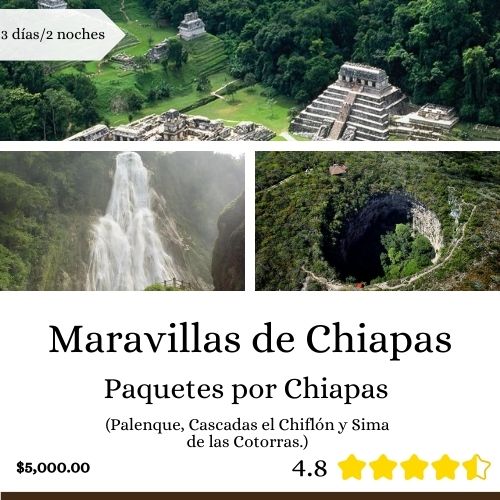 3 días/2 noches
Maravillas de Chiapas
Paquetes por Chiapas
(Palenque, Cascadas el Chiflón y Sima
de las Cotorras.)
$5,000.00
4.8